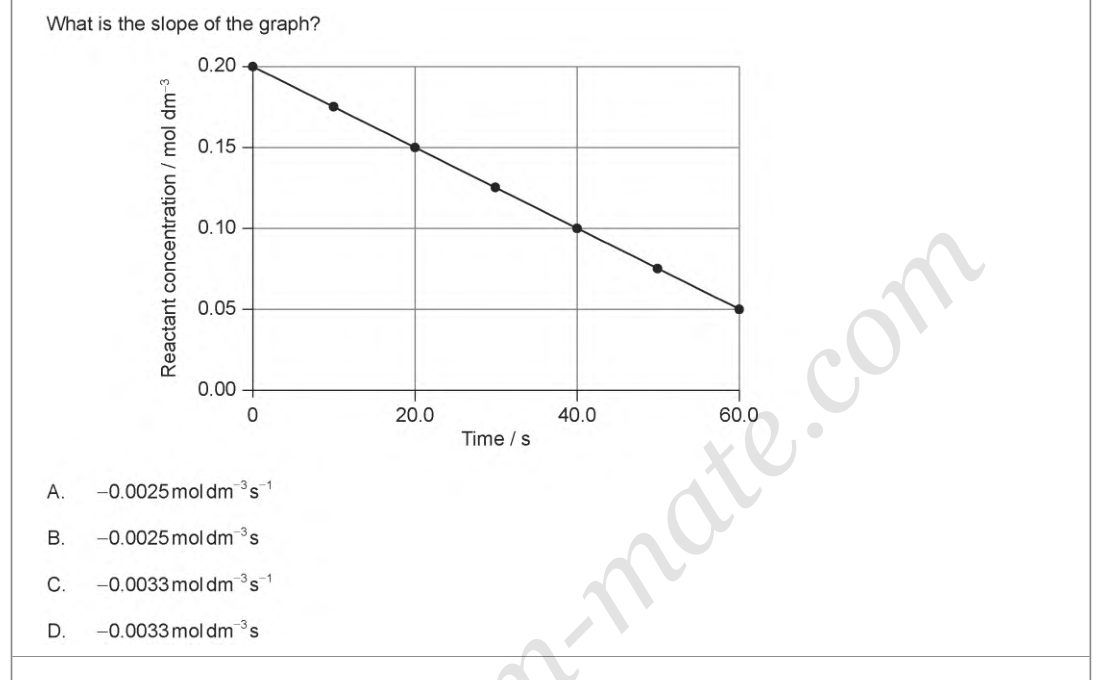 What is the slope of the graph?
0.20
0.15
0.10
0.05
0.00
Reactant concentration / mol dm⁻³
0 20.0 40.0 60.0
Time / s
A. −0.0025 mol dm⁻³ s⁻¹
B. −0.0025 mol dm⁻³ s
C. −0.0033 mol dm⁻³ s⁻¹
D. −0.0033 mol dm⁻³ s
m-mate.com